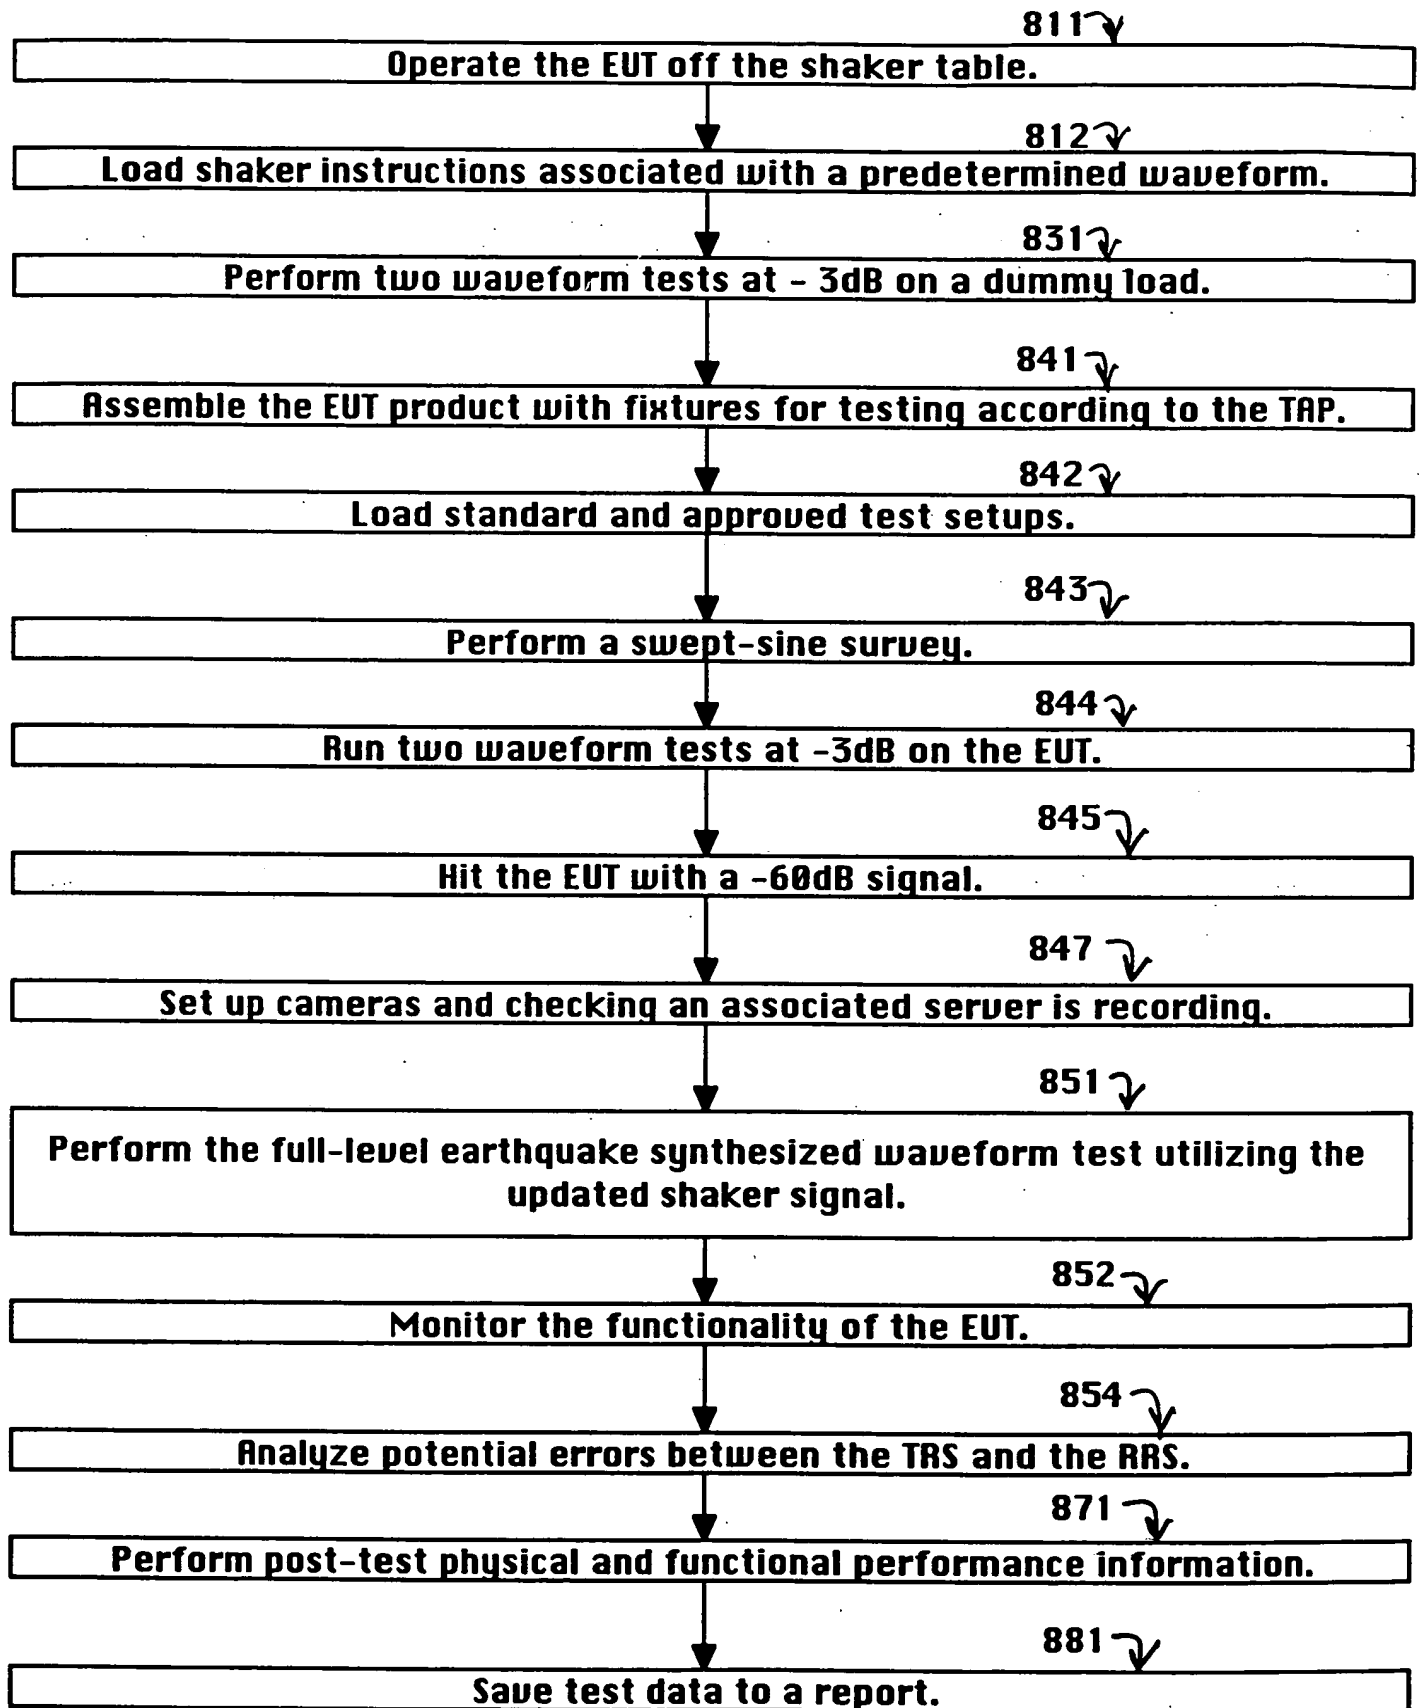 811
Operate the EUT off the shaker table.
812
Load shaker instructions associated with a predetermined waveform.
831
Perform two waveform tests at - 3dB on a dummy load.
841
Assemble the EUT product with fixtures for testing according to the TAP.
842
Load standard and approved test setups.
843
Perform a swept-sine survey.
844
Run two waveform tests at -3dB on the EUT.
845
Hit the EUT with a -60dB signal.
847
Set up cameras and checking an associated server is recording.
851
Perform the full-level earthquake synthesized waveform test utilizing the
updated shaker signal.
852
Monitor the functionality of the EUT.
854
Analyze potential errors between the TRS and the RRS.
871
Perform post-test physical and functional performance information.
881
Save test data to a report.